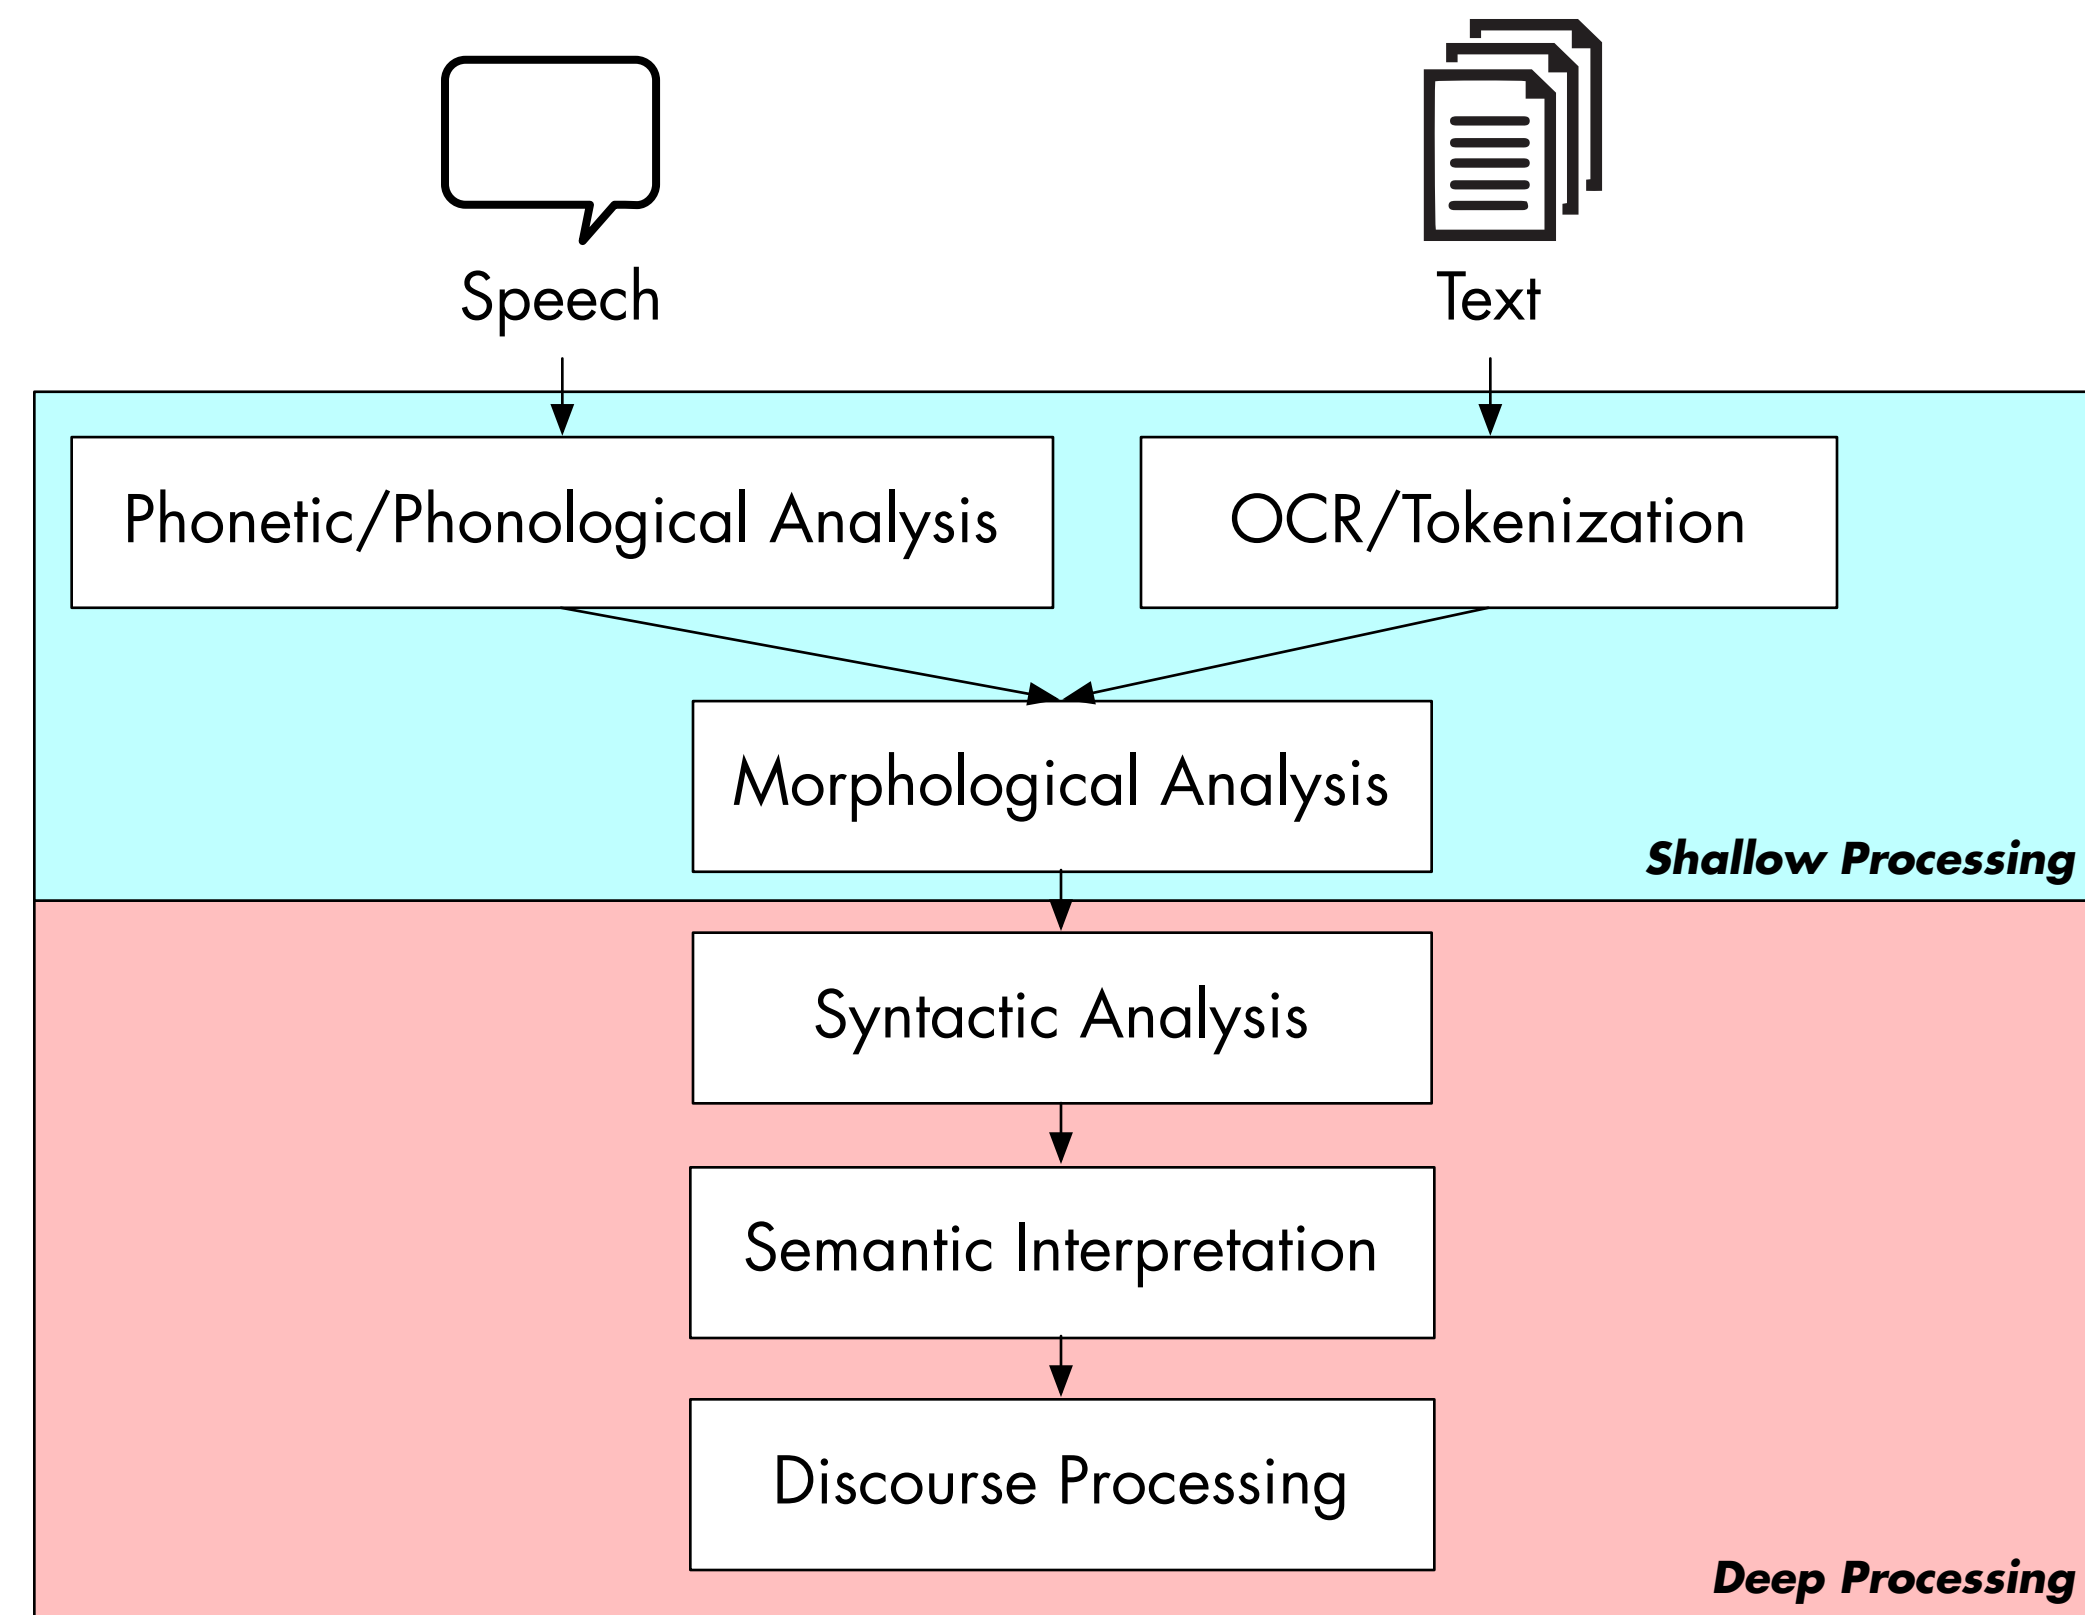 Speech
Text
Phonetic/Phonological Analysis
OCR/Tokenization
Morphological Analysis
Shallow Processing
Syntactic Analysis
Semantic Interpretation
Discourse Processing
Deep Processing